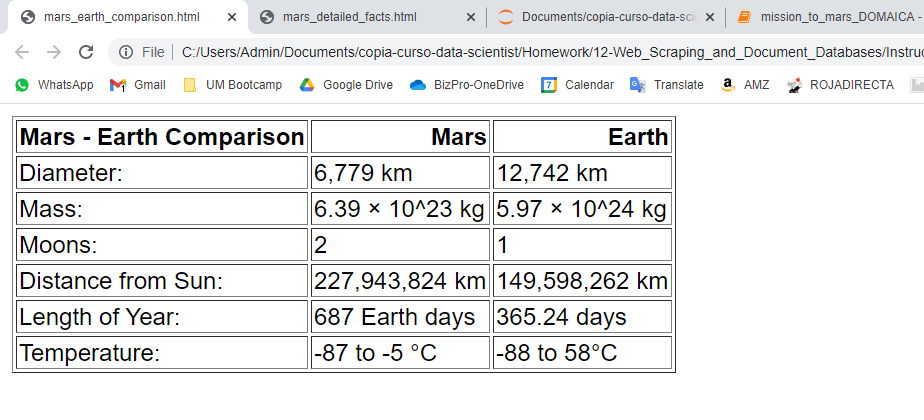 mars_earth_comparison.html mars_detailed_facts.html Documents/copia-curso-data-sci mission_to_mars_DOMAICA -
File C:/Users/Admin/Documents/copia-curso-data-scientist/Homework/12-Web_Scraping_and_Document_Databases/Instruc
WhatsApp Gmail UM Bootcamp Google Drive BizPro-OneDrive 7 Calendar Translate a AMZ ROJADIRECTA
Mars - Earth Comparison Mars Earth
Diameter: 6,779 km 12,742 km
Mass: 6.39 × 10^23 kg 5.97 × 10^24 kg
Moons: 2 1
Distance from Sun: 227,943,824 km 149,598,262 km
Length of Year: 687 Earth days 365.24 days
Temperature: -87 to -5 °C -88 to 58°C